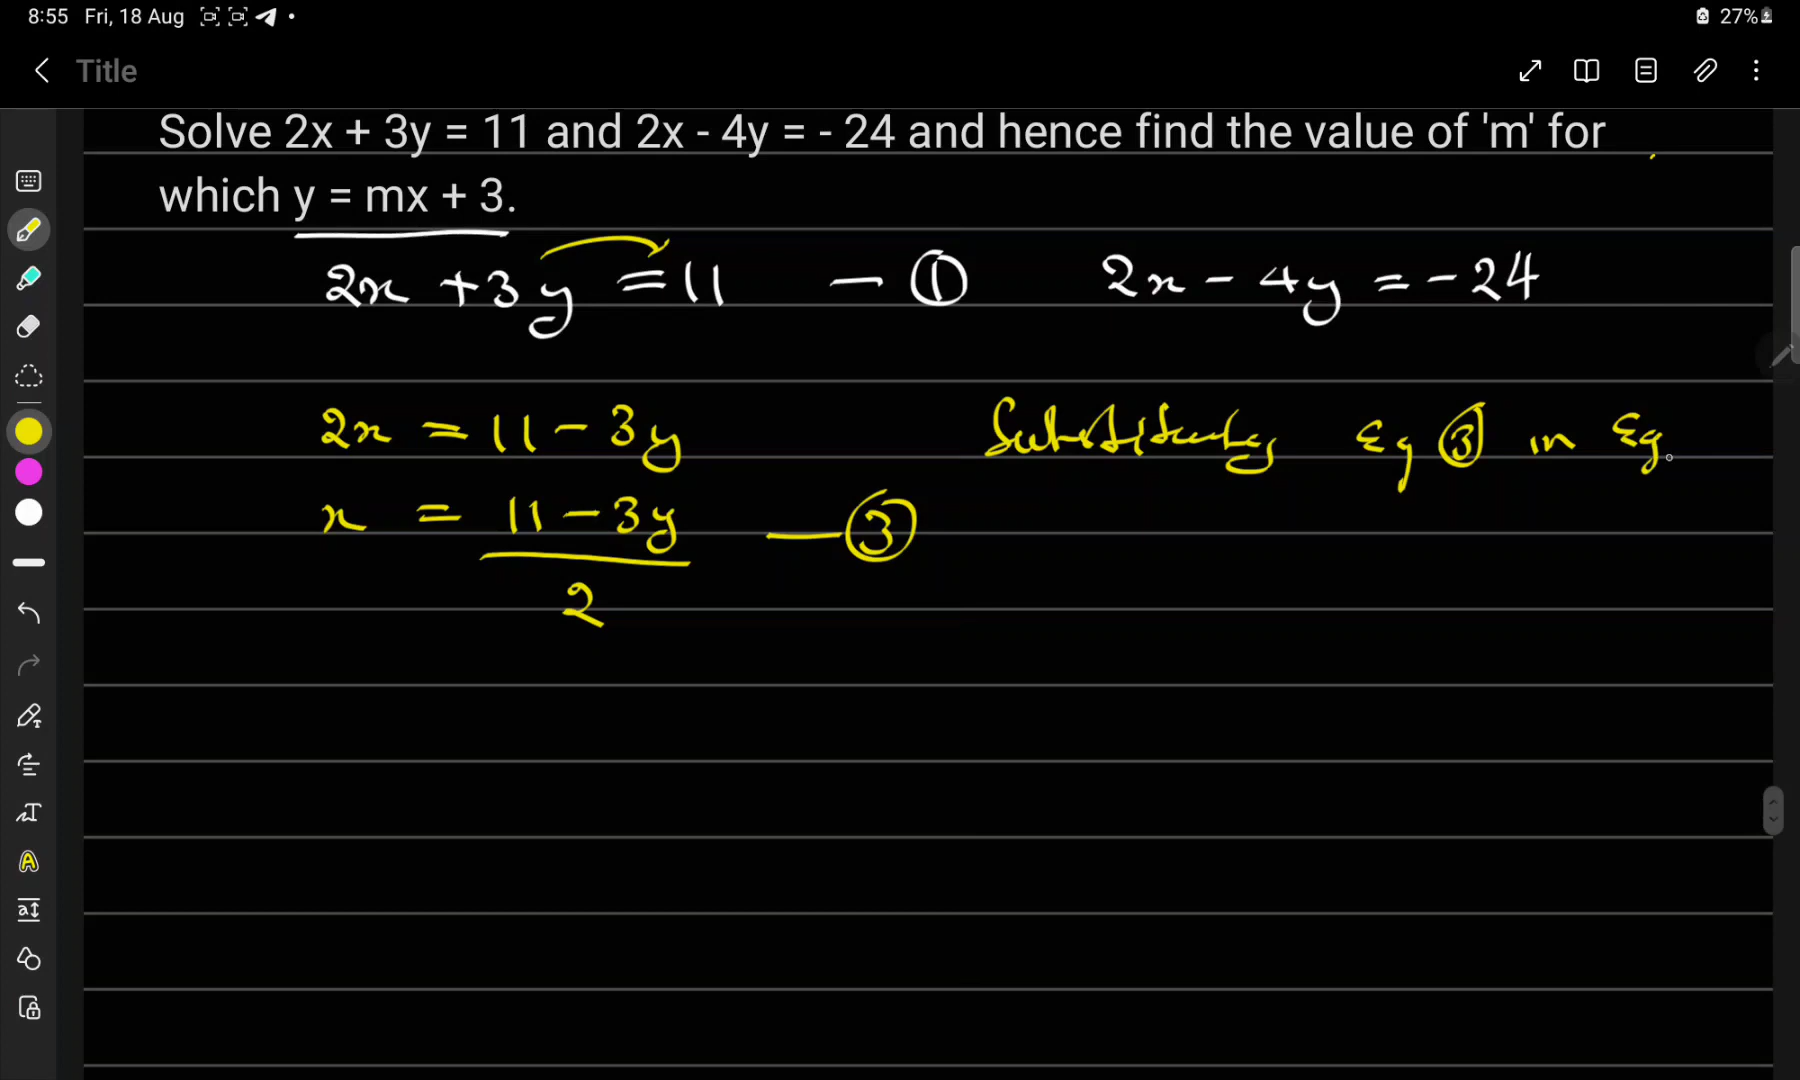 8:55 Fri, 18 Aug
27%
Title
Solve 2x + 3y = 11 and 2x - 4y = - 24 and hence find the value of 'm' for
which y = mx + 3.
2x + 3y = 11 — ① 2x - 4y = - 24
2x = 11 - 3y Substituting Eq ③ in Eq
x = 11 - 3y — ③
2